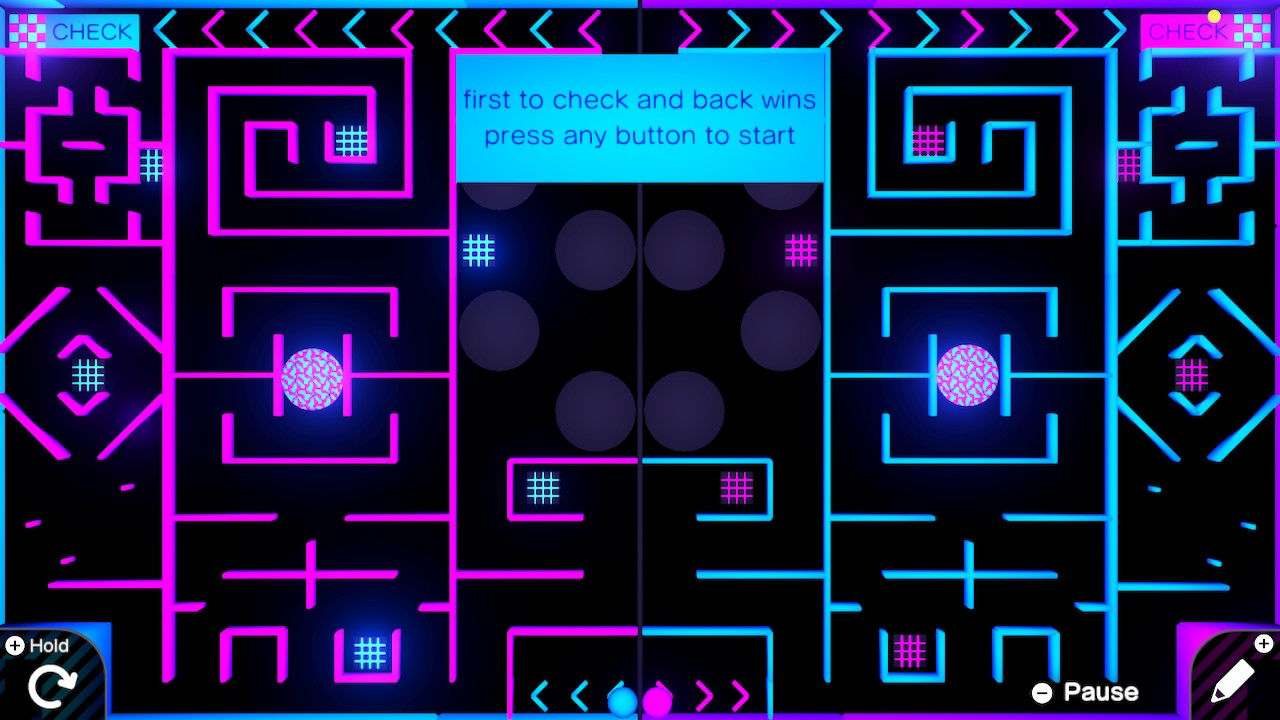 CHECK
CHECK
first to check and back wins
press any button to start
Hold
Pause